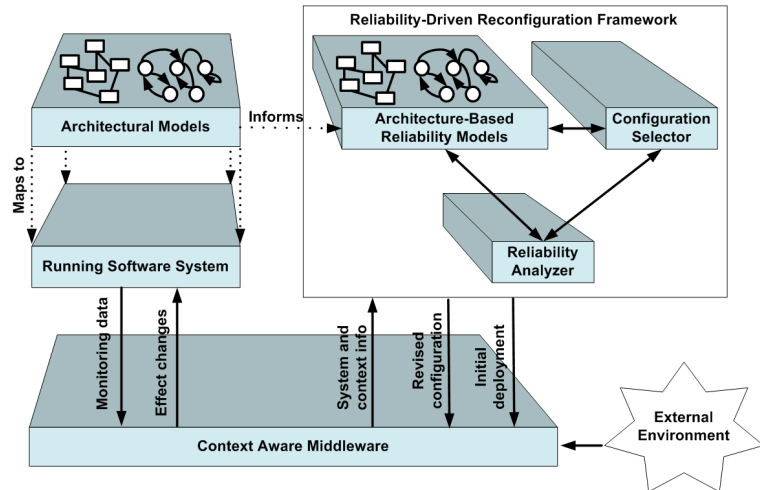 Reliability-Driven Reconfiguration Framework
Architectural Models
Informs
Architecture-Based
Reliability Models
Configuration
Selector
Maps to
Running Software System
Reliability
Analyzer
Monitoring data
Effect changes
System and
context info
Revised
configuration
Initial
deployment
External
Environment
Context Aware Middleware